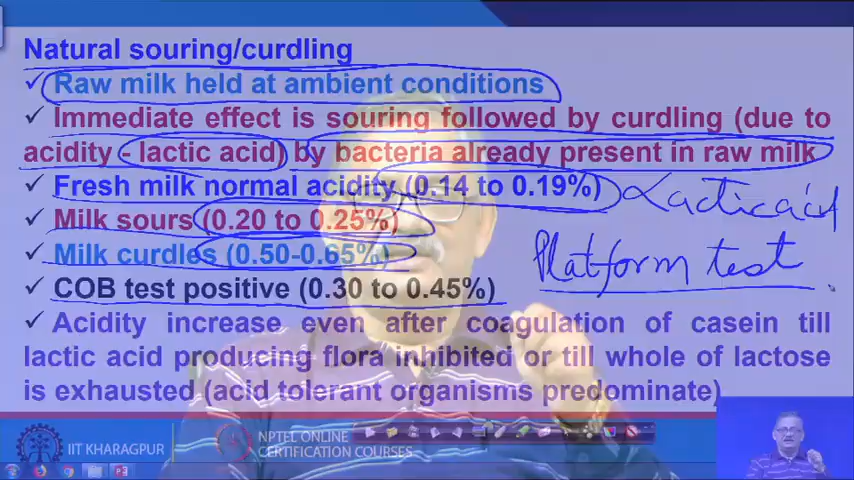 Natural souring/curdling
✓ Raw milk held at ambient conditions
✓ Immediate effect is souring followed by curdling (due to
acidity - lactic acid) by bacteria already present in raw milk
✓ Fresh milk normal acidity (0.14 to 0.19%) Lactic acid
✓ Milk sours (0.20 to 0.25%)
✓ Milk curdles (0.50-0.65%)
Platform test
✓ COB test positive (0.30 to 0.45%)
✓ Acidity increase even after coagulation of casein till
lactic acid producing flora inhibited or till whole of lactose
is exhausted (acid tolerant organisms predominate)
IIT KHARAGPUR
NPTEL ONLINE
CERTIFICATION COURSES